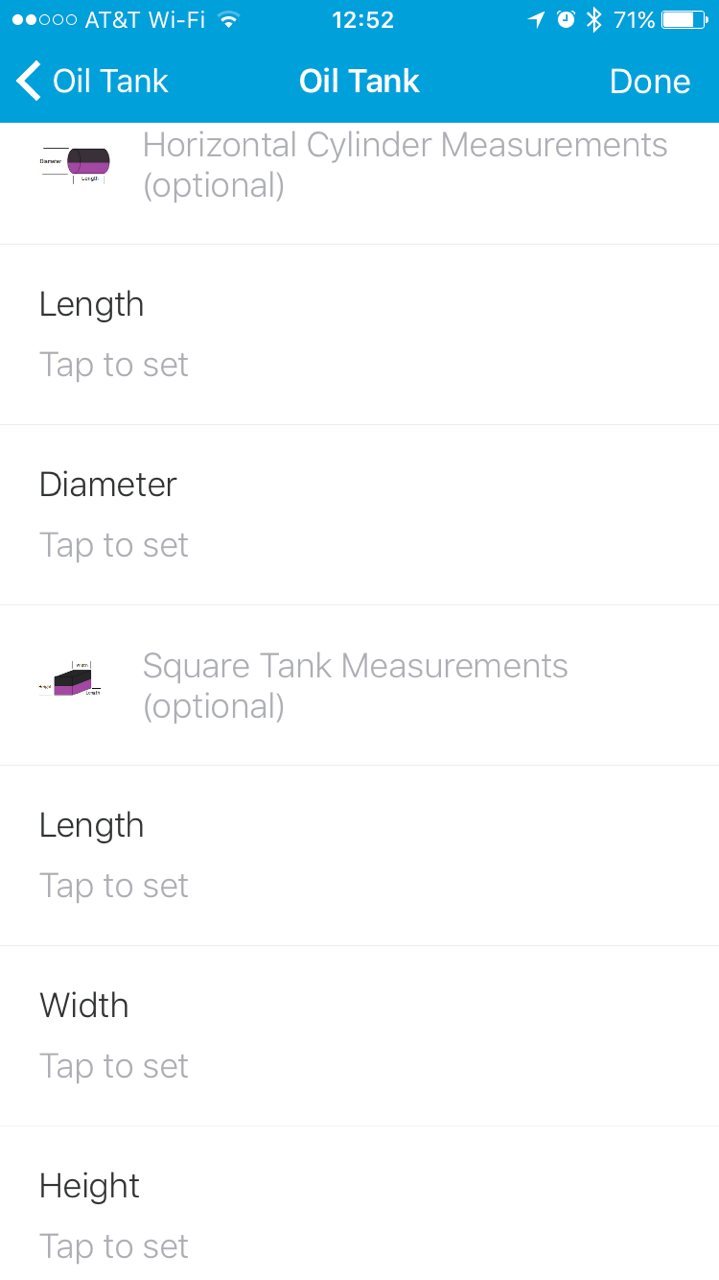 AT&T Wi-Fi 12:52 71%
Oil Tank Oil Tank Done
Horizontal Cylinder Measurements
(optional)
Diameter
Length
Length
Tap to set
Diameter
Tap to set
Width
Square Tank Measurements
(optional)
Height
Length
Length
Tap to set
Width
Tap to set
Height
Tap to set